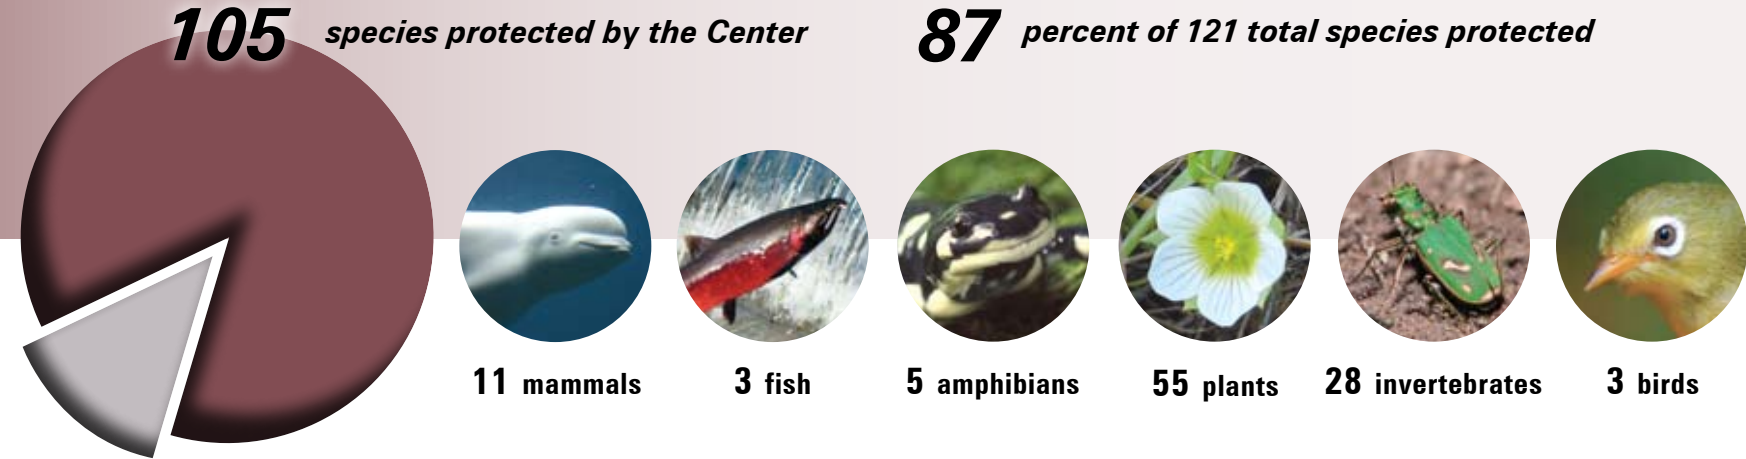 105 species protected by the Center
87 percent of 121 total species protected
11 mammals
3 fish
5 amphibians
55 plants
28 invertebrates
3 birds